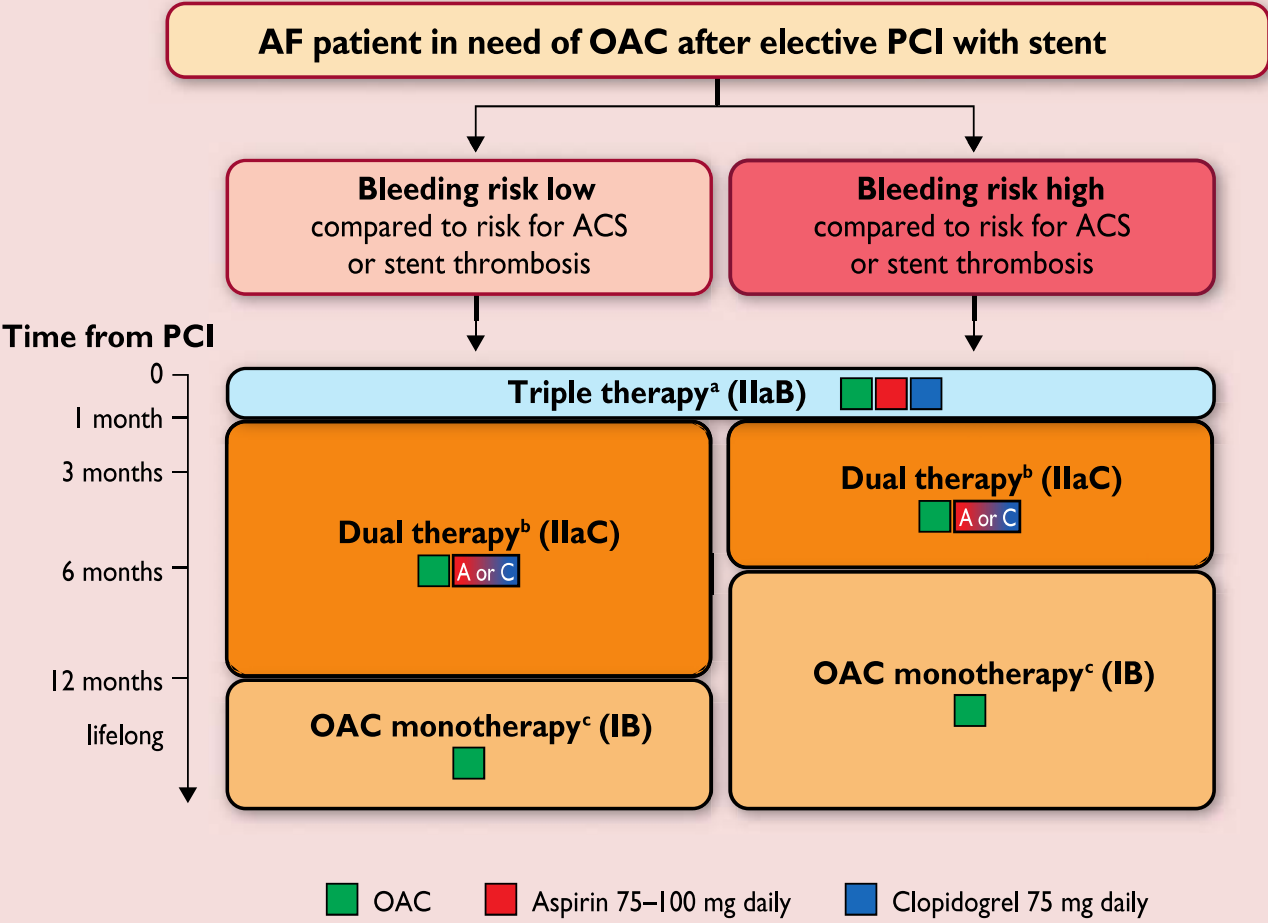 AF patient in need of OAC after elective PCI with stent
Bleeding risk low
compared to risk for ACS
or stent thrombosis
Bleeding risk high
compared to risk for ACS
or stent thrombosis
Time from PCI
0
1 month
3 months
6 months
12 months
lifelong
Triple therapyᵃ (IIaB)
Dual therapyᵇ (IIaC)
A or C
Dual therapyᵇ (IIaC)
A or C
OAC monotherapyᶜ (IB)
OAC monotherapyᶜ (IB)
OAC
Aspirin 75–100 mg daily
Clopidogrel 75 mg daily